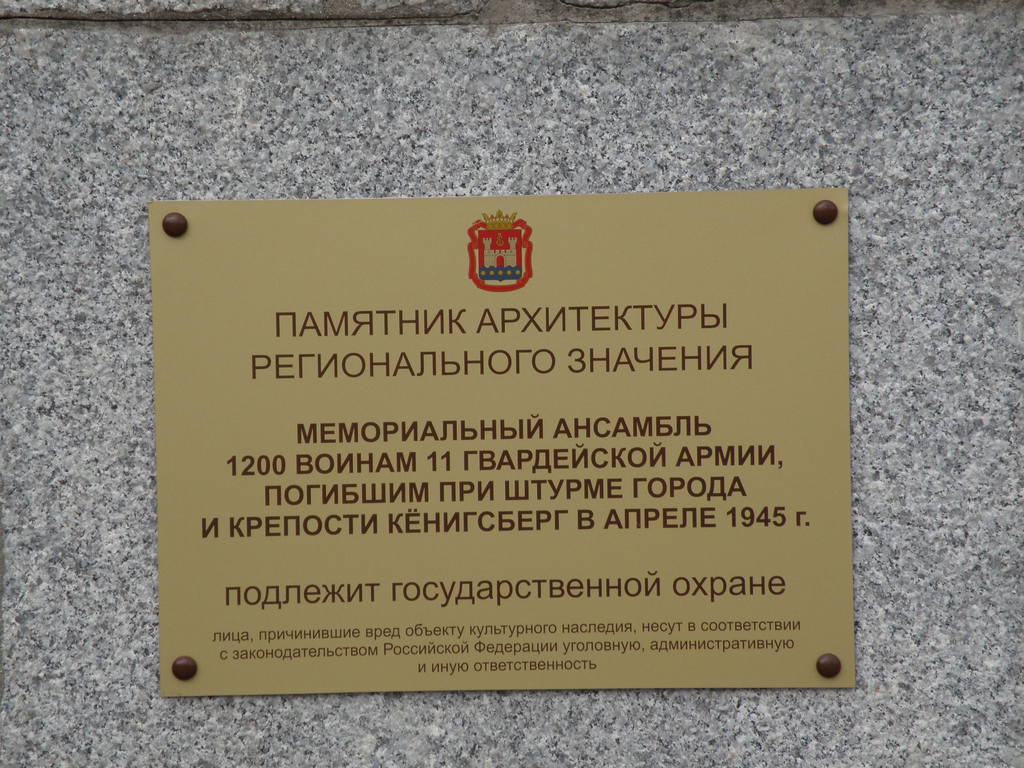 ПАМЯТНИК АРХИТЕКТУРЫ
РЕГИОНАЛЬНОГО ЗНАЧЕНИЯ
МЕМОРИАЛЬНЫЙ АНСАМБЛЬ
1200 ВОИНАМ 11 ГВАРДЕЙСКОЙ АРМИИ,
ПОГИБШИМ ПРИ ШТУРМЕ ГОРОДА
И КРЕПОСТИ КЁНИГСБЕРГ В АПРЕЛЕ 1945 г.
подлежит государственной охране
лица, причинившие вред объекту культурного наследия, несут в соответствии
с законодательством Российской Федерации уголовную, административную
и иную ответственность